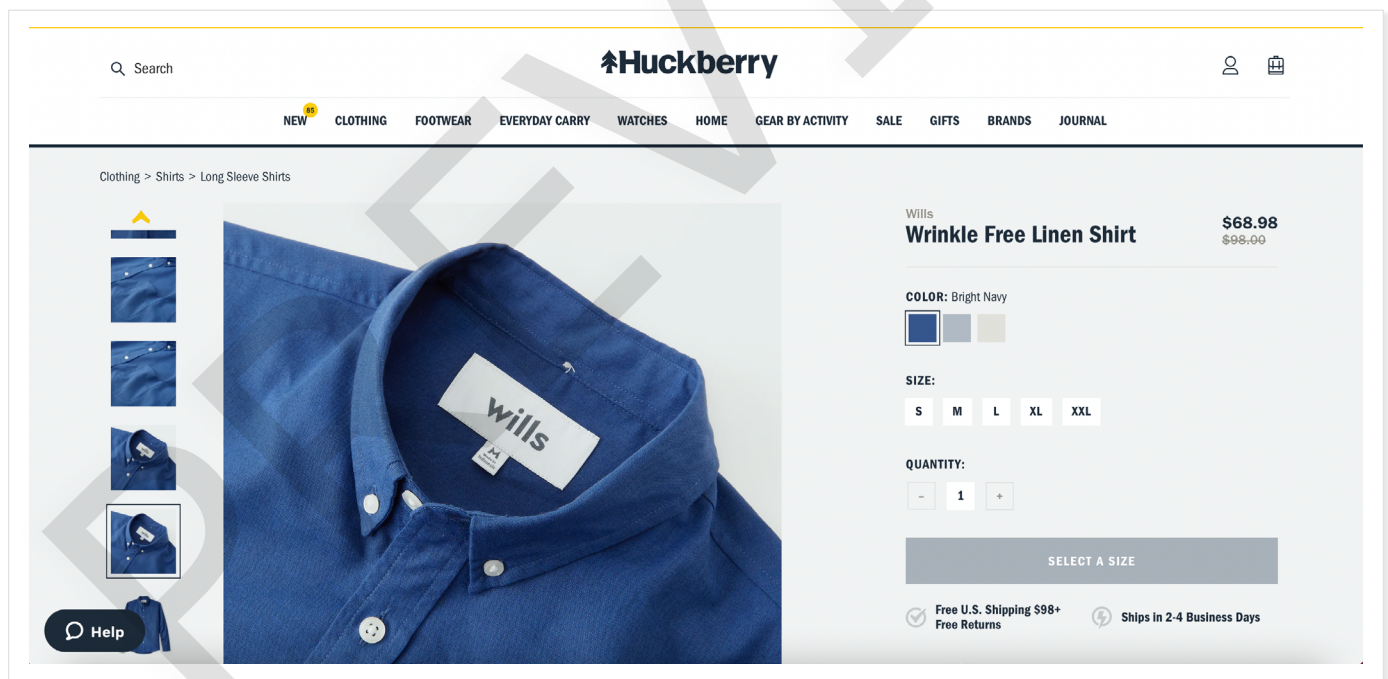 Search
Huckberry
NEW 85 CLOTHING FOOTWEAR EVERYDAY CARRY WATCHES HOME GEAR BY ACTIVITY SALE GIFTS BRANDS JOURNAL
Clothing > Shirts > Long Sleeve Shirts
Wills
Wrinkle Free Linen Shirt
$68.98
$98.00
COLOR: Bright Navy
SIZE:
S M L XL XXL
QUANTITY:
- 1 +
SELECT A SIZE
Free U.S. Shipping $98+
Free Returns
Ships in 2-4 Business Days
wills
M
Help